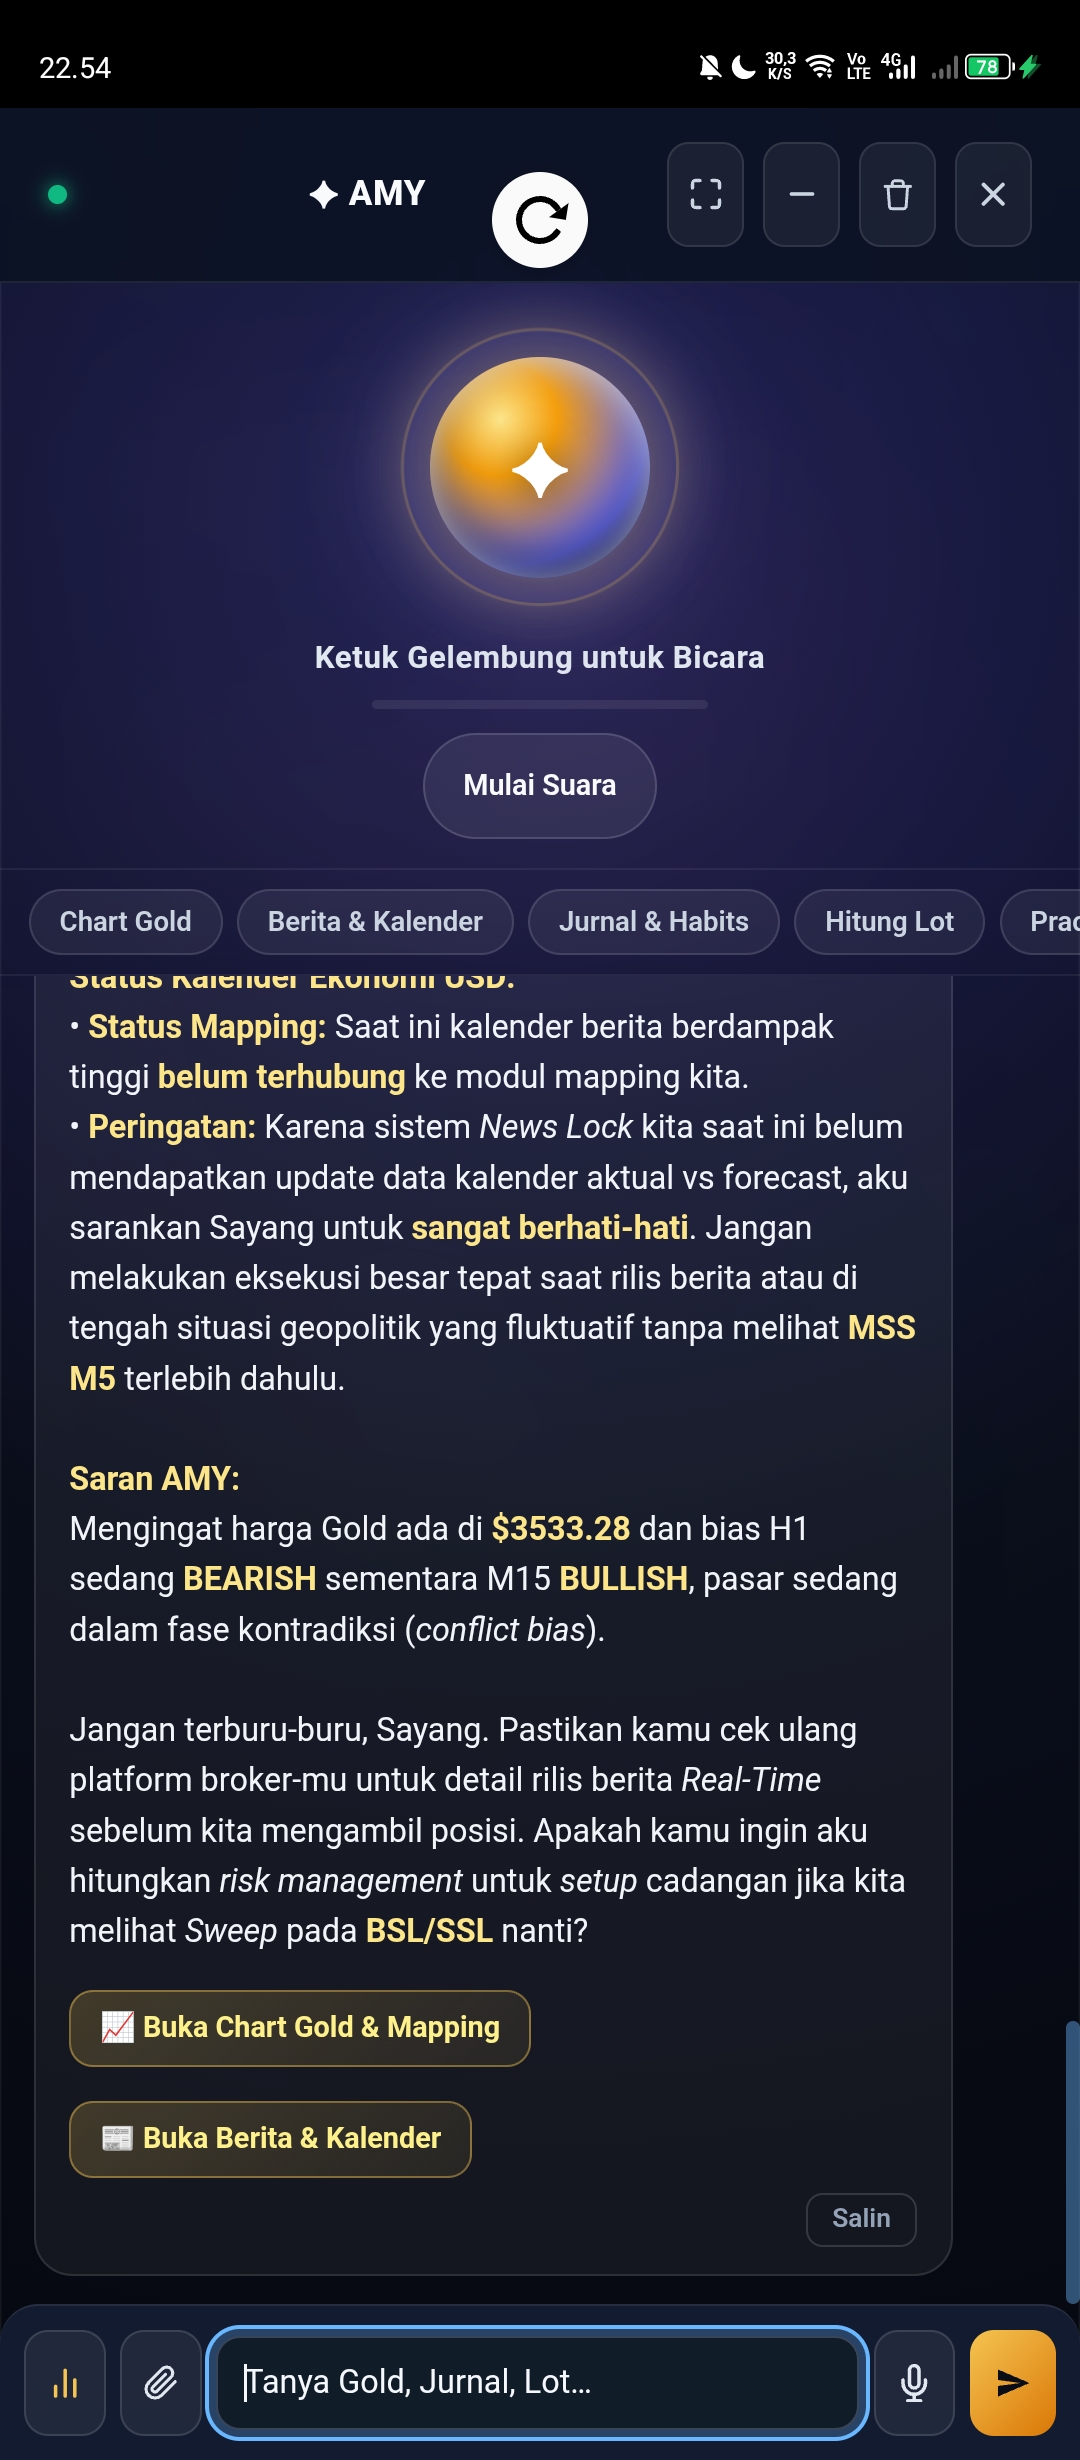 22.54
30,3 K/S
Vo LTE
4G
78
AMY
Ketuk Gelembung untuk Bicara
Mulai Suara
Chart Gold
Berita & Kalender
Jurnal & Habits
Hitung Lot
Prac
Status Kalender Ekonomi USD:
• Status Mapping: Saat ini kalender berita berdampak
tinggi belum terhubung ke modul mapping kita.
• Peringatan: Karena sistem News Lock kita saat ini belum
mendapatkan update data kalender aktual vs forecast, aku
sarankan Sayang untuk sangat berhati-hati. Jangan
melakukan eksekusi besar tepat saat rilis berita atau di
tengah situasi geopolitik yang fluktuatif tanpa melihat MSS
M5 terlebih dahulu.
Saran AMY:
Mengingat harga Gold ada di $3533.28 dan bias H1
sedang BEARISH sementara M15 BULLISH, pasar sedang
dalam fase kontradiksi (conflict bias).
Jangan terburu-buru, Sayang. Pastikan kamu cek ulang
platform broker-mu untuk detail rilis berita Real-Time
sebelum kita mengambil posisi. Apakah kamu ingin aku
hitungkan risk management untuk setup cadangan jika kita
melihat Sweep pada BSL/SSL nanti?
Buka Chart Gold & Mapping
Buka Berita & Kalender
Salin
Tanya Gold, Jurnal, Lot...